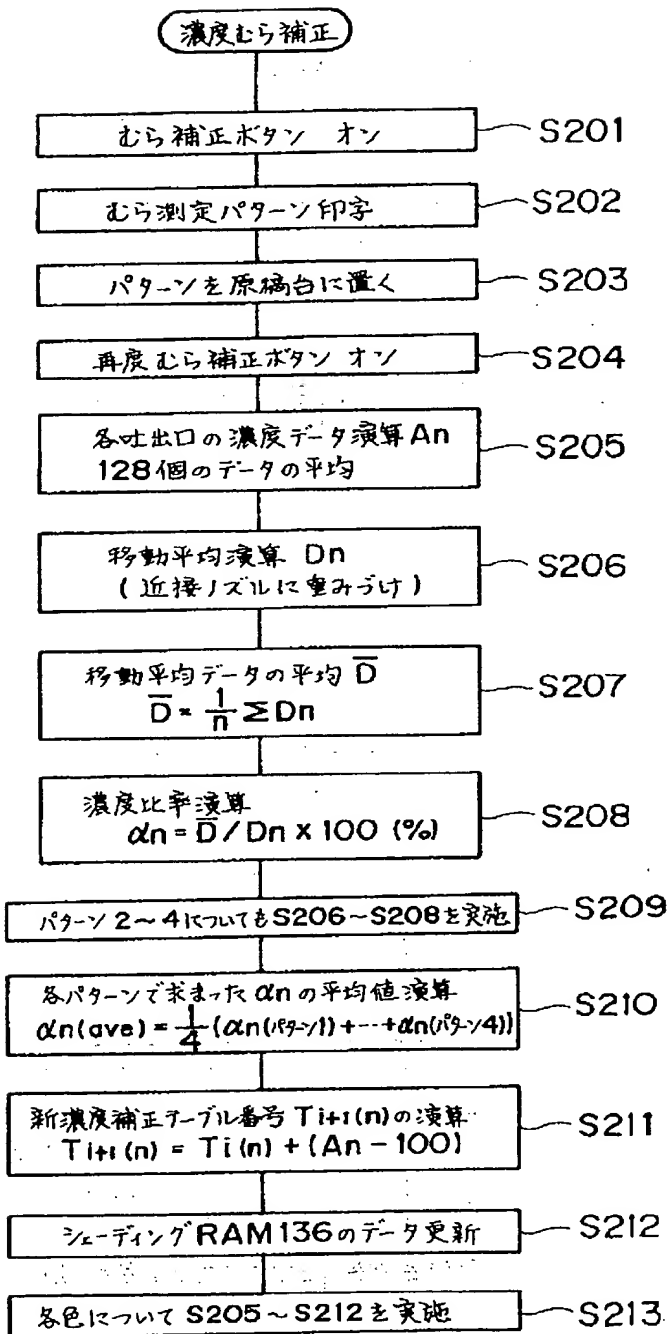 濃度むら補正
むら補正ボタン オン
S201
むら測定パターン印字
S202
パターンを原稿台に置く
S203
再度むら補正ボタン オン
S204
各吐出口の濃度データ演算An
128個のデータの平均
S205
移動平均演算 Dn
(近接ノズルに重みづけ)
S206
移動平均データの平均 D̅
D̅ = 1/n ΣDn
S207
濃度比率演算
αn = D̅/Dn × 100 (%)
S208
パターン2~4についてもS206~S208を実施
S209
各パターンで求まったαnの平均値演算
αn(ave) = 1/4 (αn(パターン1)+…+αn(パターン4))
S210
新濃度補正テーブル番号 Ti+1(n)の演算
Ti+1(n) = Ti(n) + (An − 100)
S211
シェーディングRAM136のデータ更新
S212
各色について S205~S212を実施
S213